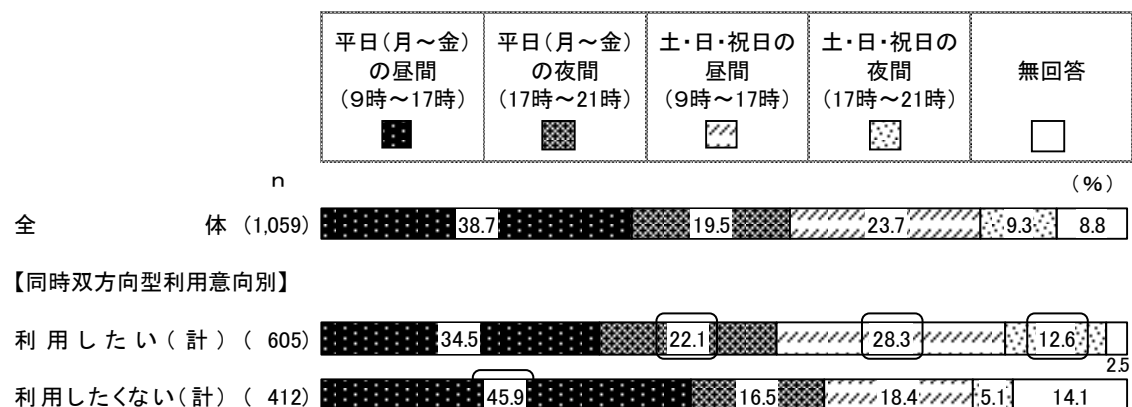 平日(月～金) 平日(月～金) 土・日・祝日の 土・日・祝日の
の昼間 の夜間 昼間 夜間 無回答
(9時～17時) (17時～21時) (9時～17時) (17時～21時)
n (%)
全体 (1,059) 38.7 19.5 23.7 9.3 8.8
【同時双方向型利用意向別】
利用したい(計) ( 605) 34.5 22.1 28.3 12.6
2.5
利用したくない(計) ( 412) 45.9 16.5 18.4 5.1 14.1